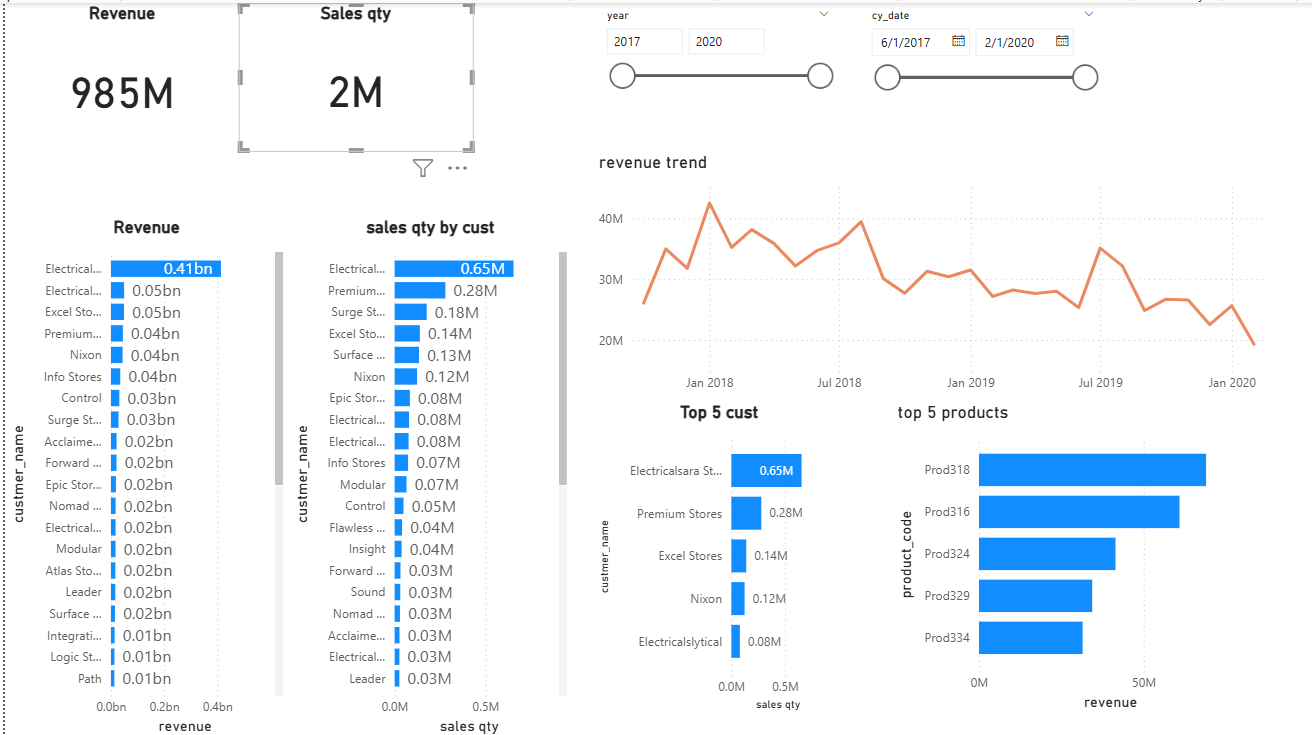 Revenue
985M
Sales qty
2M
year
2017 2020
cy_date
6/1/2017 2/1/2020
revenue trend
40M
30M
20M
Jan 2018 Jul 2018 Jan 2019 Jul 2019 Jan 2020
Revenue
custmer_name
Electrical... 0.41bn
Electrical... 0.05bn
Excel Sto... 0.05bn
Premium... 0.04bn
Nixon 0.04bn
Info Stores 0.04bn
Control 0.03bn
Surge St... 0.03bn
Acclaime... 0.02bn
Forward ... 0.02bn
Epic Stor... 0.02bn
Nomad ... 0.02bn
Electrical... 0.02bn
Modular 0.02bn
Atlas Sto... 0.02bn
Leader 0.02bn
Surface ... 0.02bn
Integrati... 0.01bn
Logic St... 0.01bn
Path 0.01bn
0.0bn 0.2bn 0.4bn
revenue
sales qty by cust
custmer_name
Electrical... 0.65M
Premium... 0.28M
Surge St... 0.18M
Excel Sto... 0.14M
Surface ... 0.13M
Nixon 0.12M
Epic Stor... 0.08M
Electrical... 0.08M
Electrical... 0.08M
Info Stores 0.07M
Modular 0.07M
Control 0.05M
Flawless ... 0.04M
Insight 0.04M
Forward ... 0.03M
Sound 0.03M
Nomad ... 0.03M
Acclaime... 0.03M
Electrical... 0.03M
Leader 0.03M
0.0M 0.5M
sales qty
Top 5 cust
custmer_name
Electricalsara St... 0.65M
Premium Stores 0.28M
Excel Stores 0.14M
Nixon 0.12M
Electricalslytical 0.08M
0.0M 0.5M
sales qty
top 5 products
product_code
Prod318
Prod316
Prod324
Prod329
Prod334
0M 50M
revenue